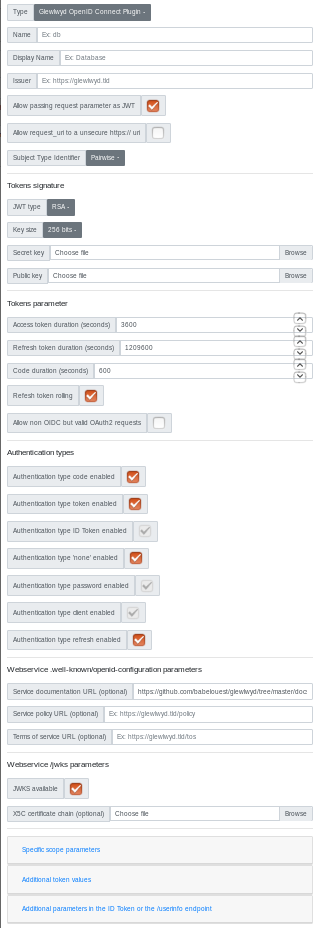 Type Glewlwyd OpenID Connect Plugin -
Name Ex: db
Display Name Ex: Database
Issuer Ex: https://glewlwyd.tld
Allow passing request parameter as JWT
Allow request_uri to a unsecure https:// uri
Subject Type Identifier Pairwise -
Tokens signature
JWT type RSA -
Key size 256 bits -
Secret key Choose file Browse
Public key Choose file Browse
Tokens parameter
Access token duration (seconds) 3600
Refresh token duration (seconds) 1209600
Code duration (seconds) 600
Refesh token rolling
Allow non OIDC but valid OAuth2 requests
Authentication types
Authentication type code enabled
Authentication type token enabled
Authentication type ID Token enabled
Authentication type 'none' enabled
Authentication type password enabled
Authentication type client enabled
Authentication type refresh enabled
Webservice .well-known/openid-configuration parameters
Service documentation URL (optional) https://github.com/babelouest/glewlwyd/tree/master/doc
Service policy URL (optional) Ex: https://glewlwyd.tld/policy
Terms of service URL (optional) Ex: https://glewlwyd.tld/tos
Webservice /jwks parameters
JWKS available
X5C certificate chain (optional) Choose file Browse
Specific scope parameters
Additional token values
Additional parameters in the ID Token or the /userinfo endpoint